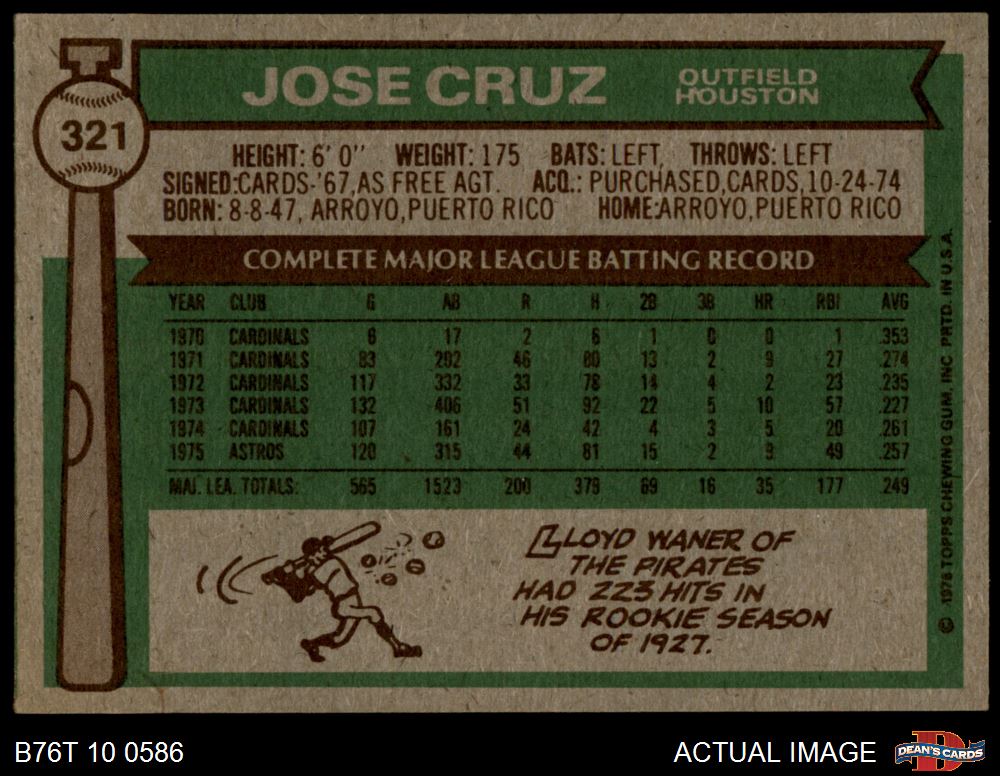 321
JOSE CRUZ
OUTFIELD
HOUSTON
HEIGHT: 6' 0" WEIGHT: 175 BATS: LEFT, THROWS: LEFT
SIGNED:CARDS-'67,AS FREE AGT. ACQ.: PURCHASED,CARDS,10-24-74
BORN: 8-8-47, ARROYO,PUERTO RICO HOME:ARROYO,PUERTO RICO
COMPLETE MAJOR LEAGUE BATTING RECORD
YEAR CLUB G AB R H 2B 3B HR RBI AVG
1970 CARDINALS 6 17 2 6 1 0 0 1 .353
1971 CARDINALS 83 292 46 80 13 2 9 27 .274
1972 CARDINALS 117 332 33 78 14 4 2 23 .235
1973 CARDINALS 132 406 51 92 22 5 10 57 .227
1974 CARDINALS 107 161 24 42 4 3 5 20 .261
1975 ASTROS 120 315 44 81 15 2 9 49 .257
MAJ. LEA. TOTALS: 565 1523 200 379 69 16 35 177 .249
LLOYD WANER OF
THE PIRATES
HAD 223 HITS IN
HIS ROOKIE SEASON
OF 1927.
© 1976 TOPPS CHEWING GUM, INC. PRTD. IN U.S.A.
B76T 10 0586
ACTUAL IMAGE
DEAN'S CARDS